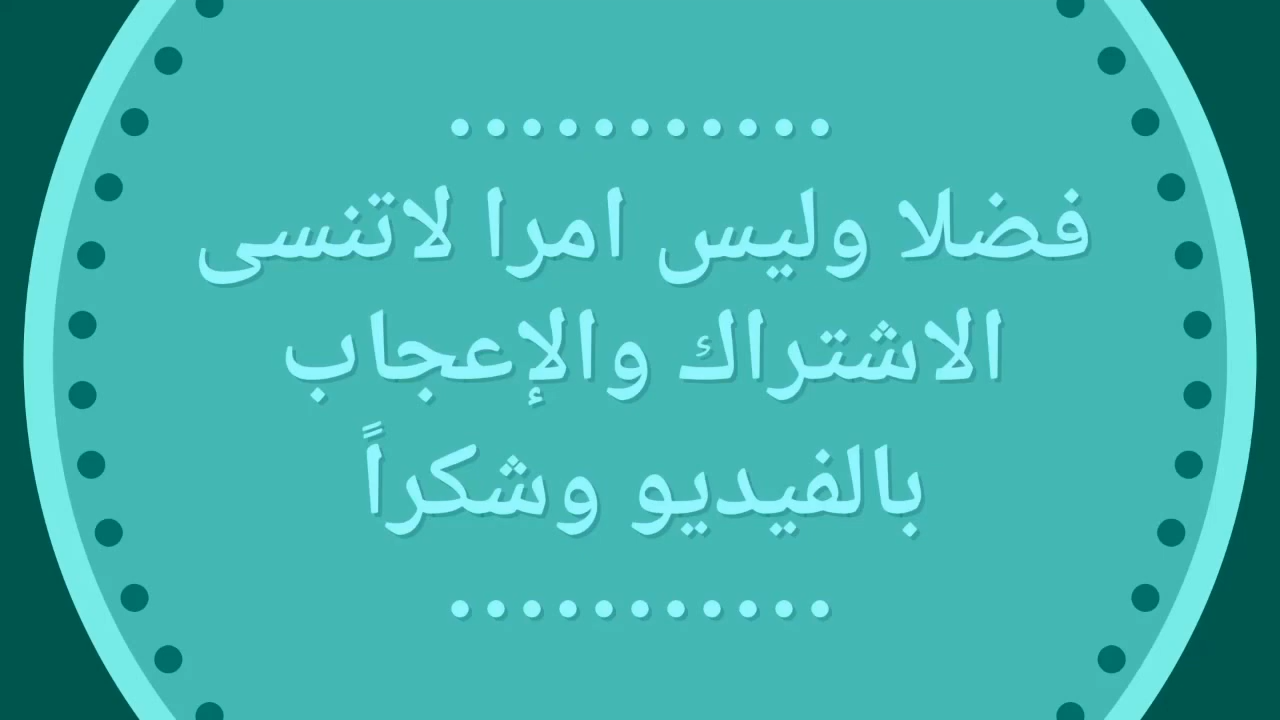 فضلا وليس امرا لاتنسى
الاشتراك والإعجاب
بالفيديو وشكراً